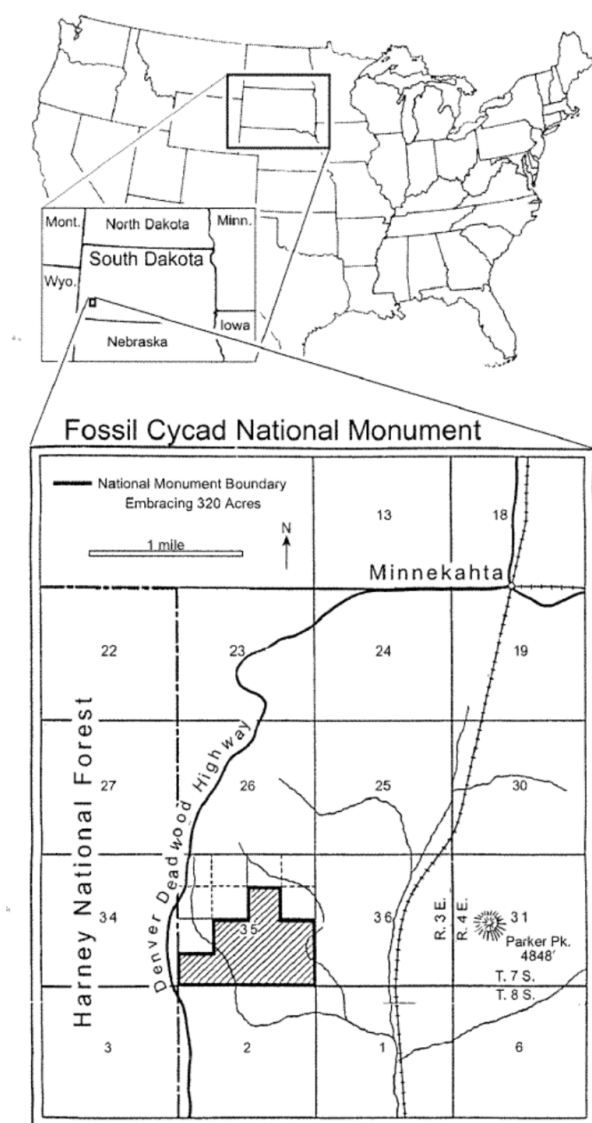 Mont.
North Dakota
Minn.
South Dakota
Wyo.
Iowa
Nebraska
Fossil Cycad National Monument
National Monument Boundary
Embracing 320 Acres
13
18
1 mile
N
Minnekahta
22
23
24
19
Harney National Forest
Denver Deadwood Highway
27
26
25
30
34
35
36
R. 3 E.
R. 4 E.
31
Parker Pk.
4848'
T. 7 S.
T. 8 S.
3
2
1
6